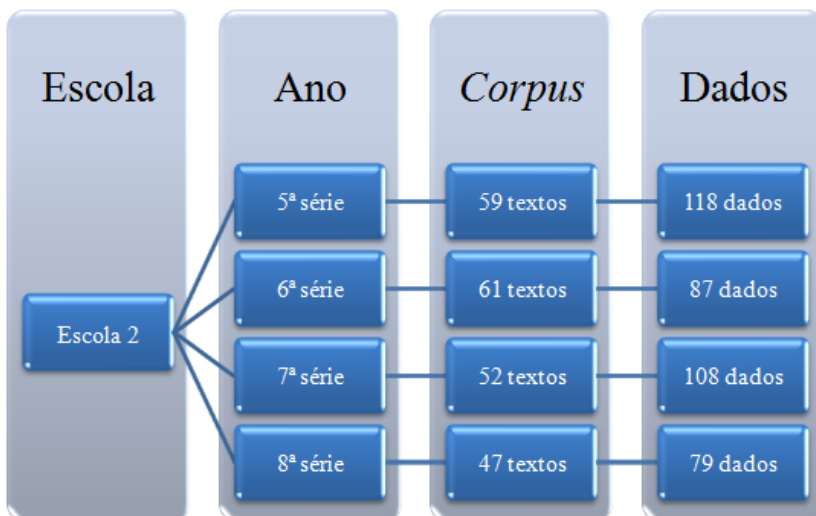 Escola
Ano
Corpus
Dados
Escola 2
5ª série
59 textos
118 dados
6ª série
61 textos
87 dados
7ª série
52 textos
108 dados
8ª série
47 textos
79 dados